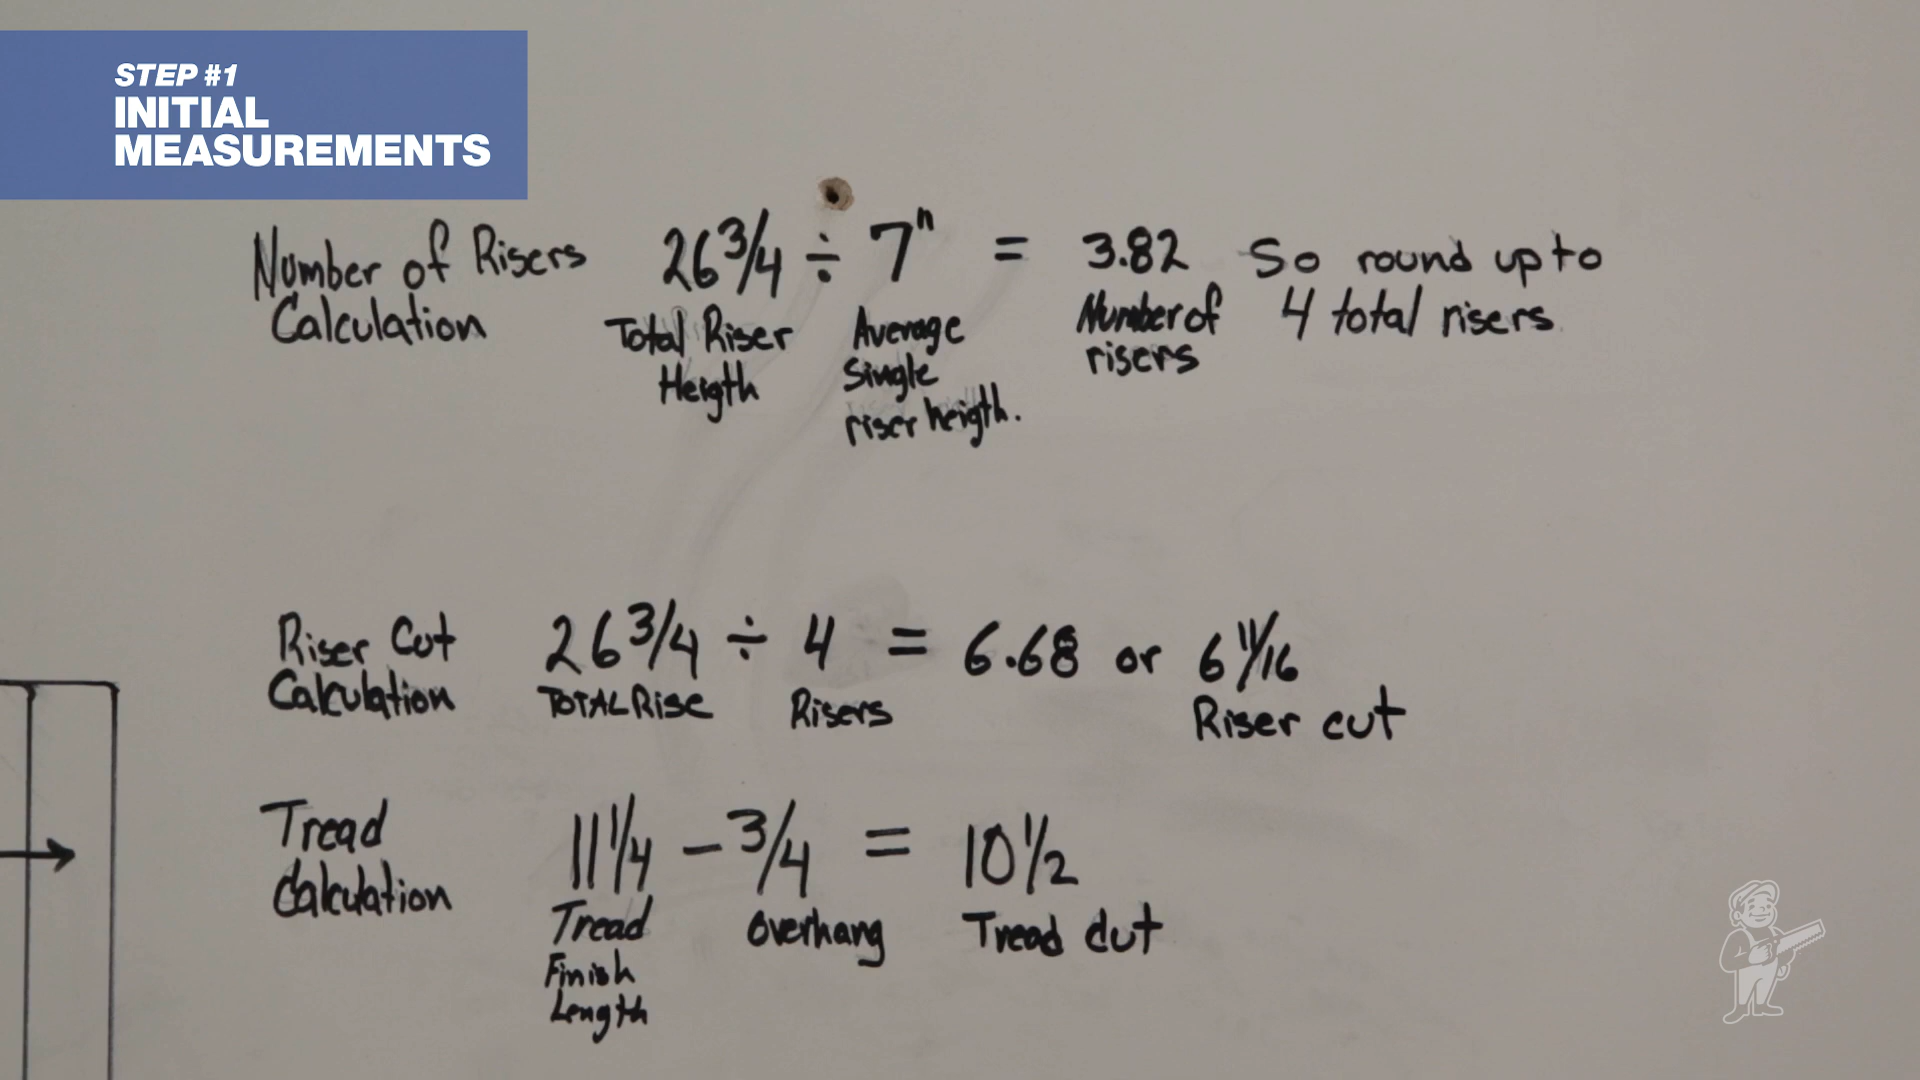 STEP #1
INITIAL
MEASUREMENTS
Number of Risers
Calculation
26 3/4 ÷ 7" = 3.82 So round up to
4 total risers
Total Riser
Heigth
Average
Single
riser heigth.
Number of
risers
Riser Cut
Calculation
26 3/4 ÷ 4 = 6.68 or 6 11/16
TOTAL Rise
Risers
Riser cut
Tread
Calculation
11 1/4 - 3/4 = 10 1/2
Tread
Finish
Length
Overhang
Tread cut